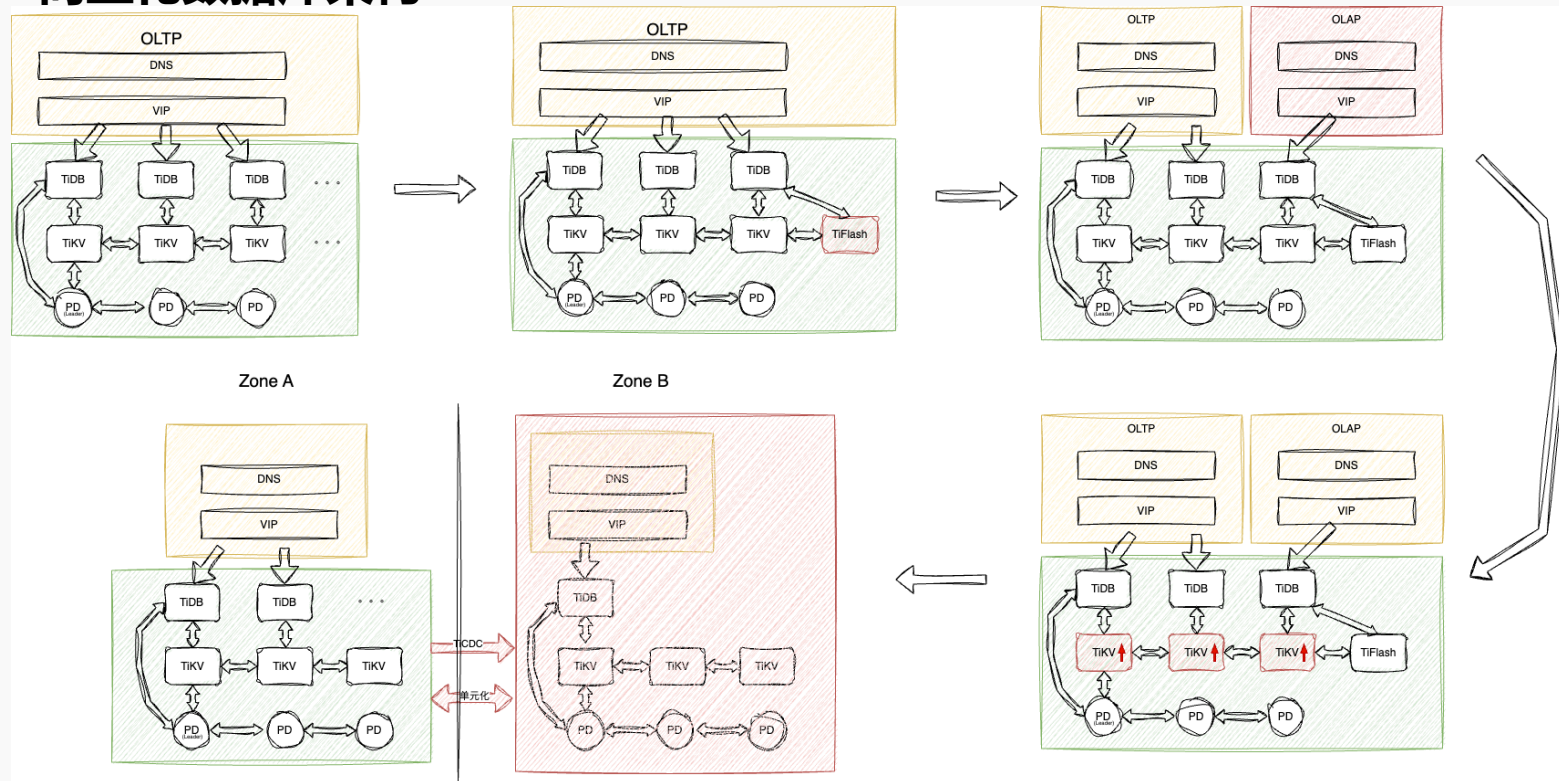 OLTP
DNS
VIP
TiDB
TiDB
TiDB
...
TiKV
TiKV
TiKV
...
PD
(Leader)
PD
PD
OLTP
DNS
VIP
TiDB
TiDB
TiDB
TiKV
TiKV
TiKV
TiFlash
PD
(Leader)
PD
PD
OLTP
DNS
VIP
OLAP
DNS
VIP
TiDB
TiDB
TiDB
TiKV
TiKV
TiKV
TiFlash
PD
(Leader)
PD
PD
OLTP
DNS
VIP
OLAP
DNS
VIP
TiDB
TiDB
TiDB
TiKV
TiKV
TiKV
TiFlash
PD
(Leader)
PD
PD
Zone A
DNS
VIP
TiDB
TiDB
...
TiKV
TiKV
TiKV
PD
(Leader)
PD
PD
TiCDC
单元化
Zone B
DNS
VIP
TiDB
TiKV
TiKV
TiKV
PD
PD
PD